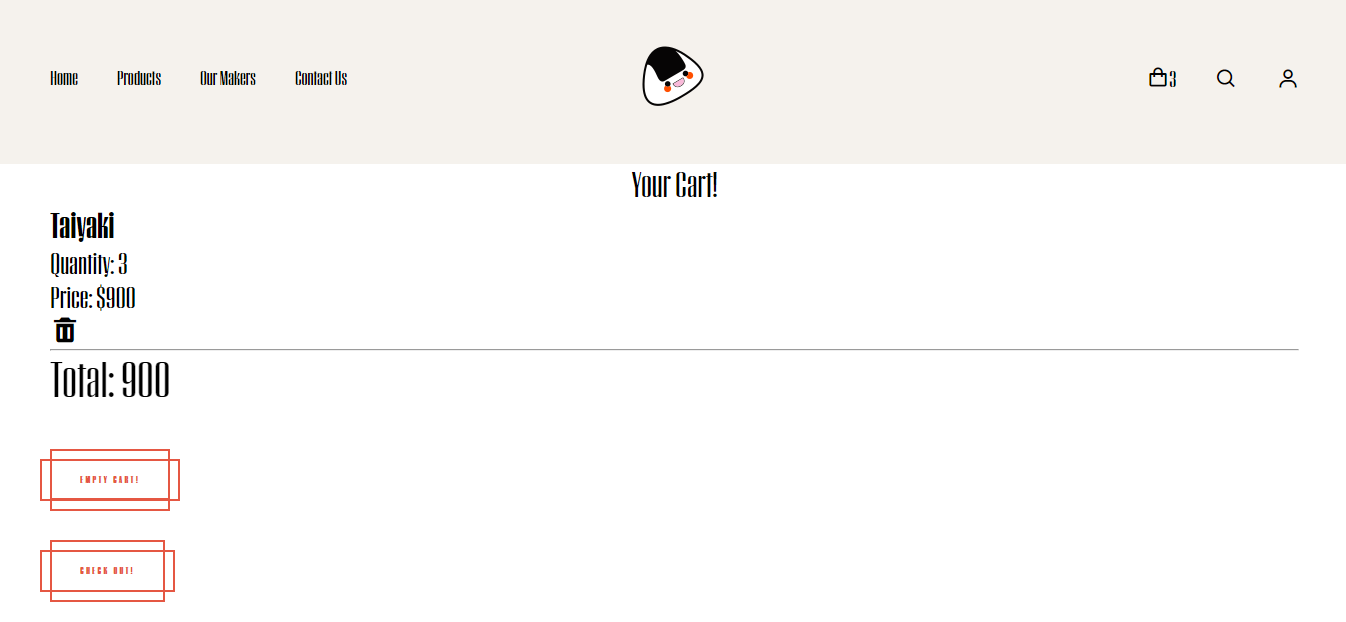 Home Products Our Makers Contact Us 3
Your Cart!
Taiyaki
Quantity: 3
Price: $900
Total: 900
EMPTY CART!
CHECK OUT!